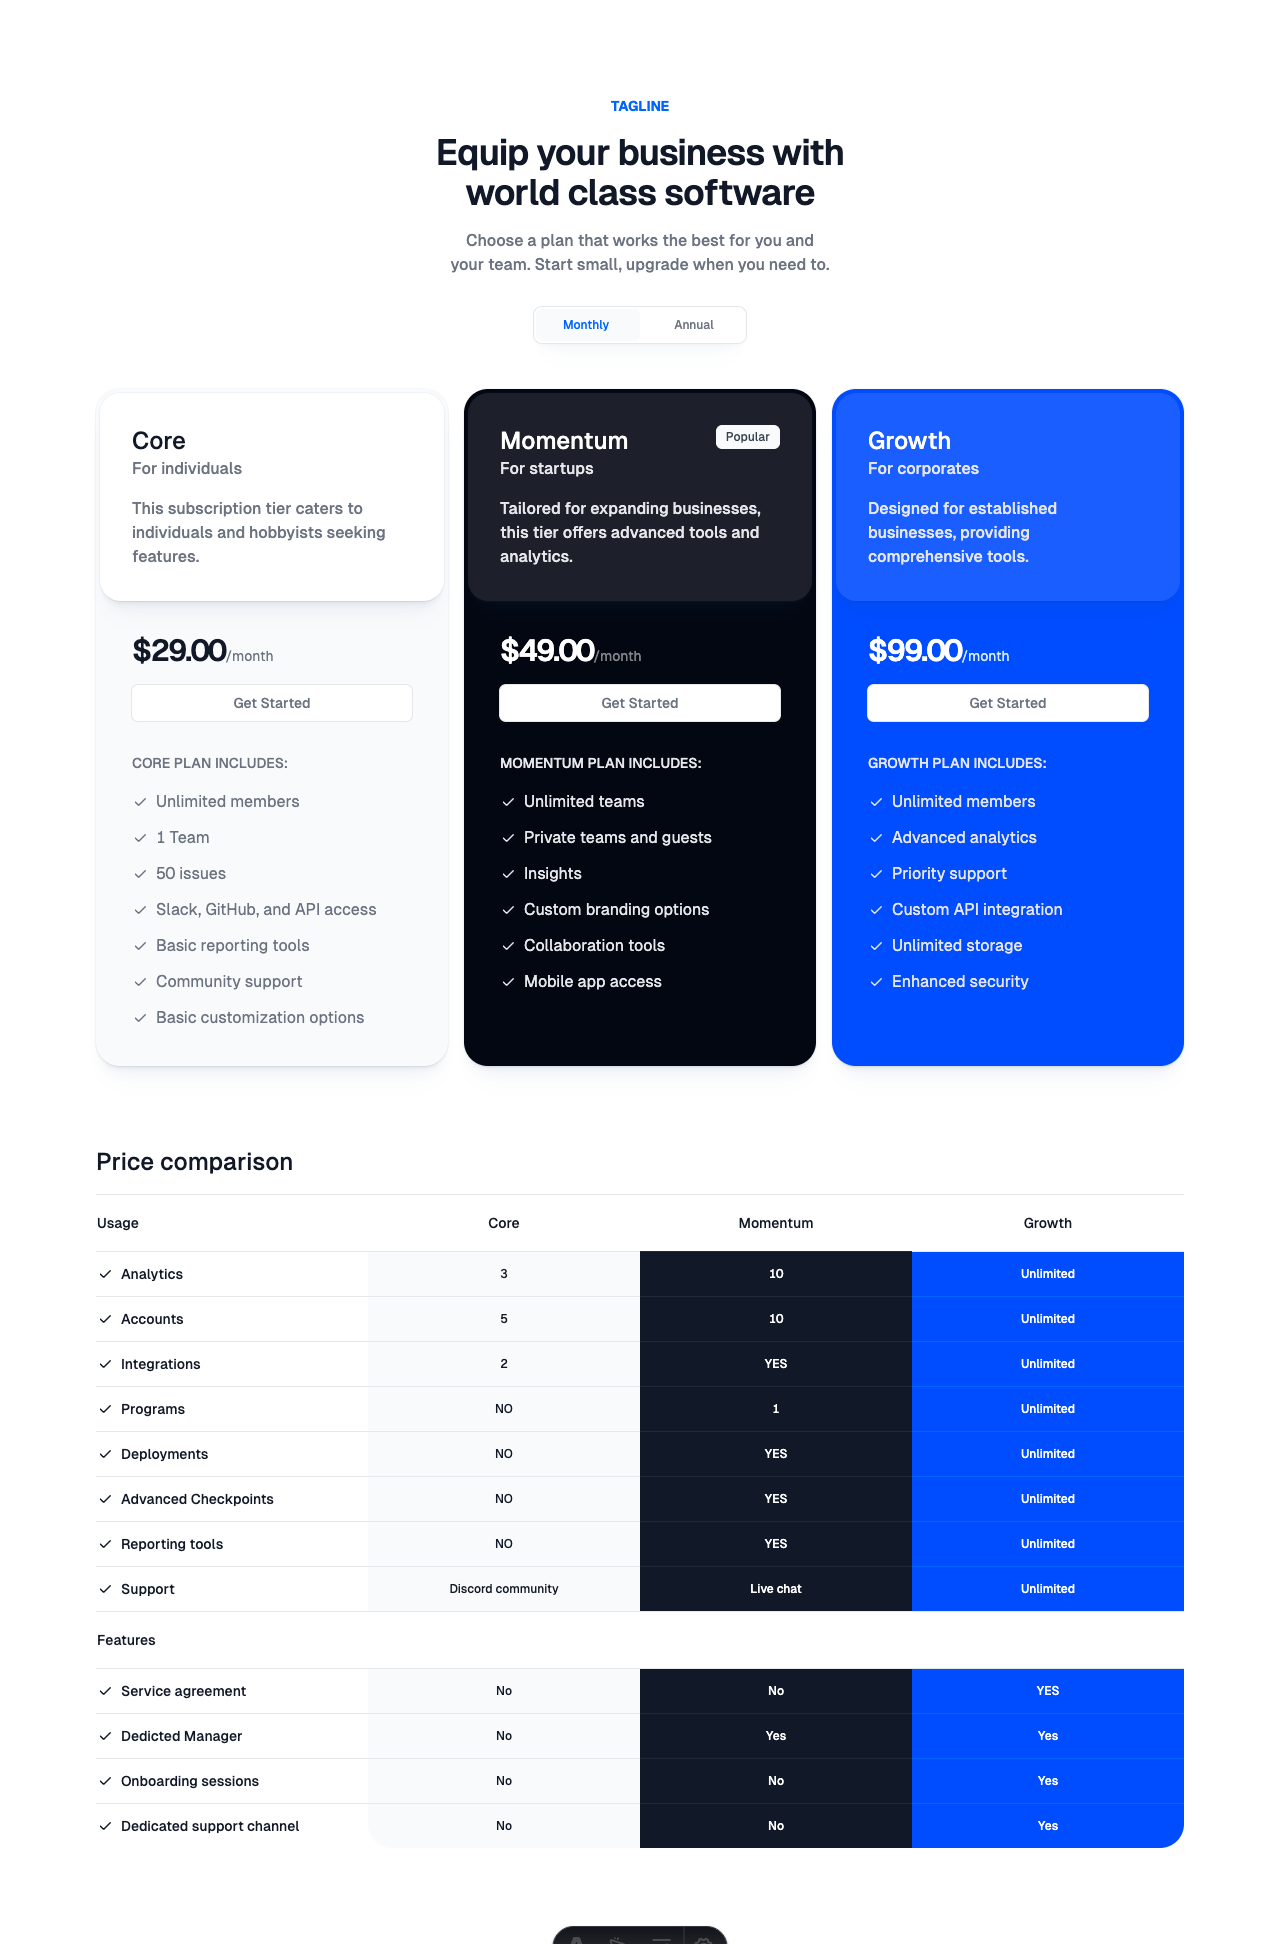 TAGLINE
Equip your business with
world class software
Choose a plan that works the best for you and
your team. Start small, upgrade when you need to.
Monthly Annual
Core
For individuals
This subscription tier caters to
individuals and hobbyists seeking
features.
$29.00/month
Get Started
CORE PLAN INCLUDES:
Unlimited members
1 Team
50 issues
Slack, GitHub, and API access
Basic reporting tools
Community support
Basic customization options
Momentum Popular
For startups
Tailored for expanding businesses,
this tier offers advanced tools and
analytics.
$49.00/month
Get Started
MOMENTUM PLAN INCLUDES:
Unlimited teams
Private teams and guests
Insights
Custom branding options
Collaboration tools
Mobile app access
Growth
For corporates
Designed for established
businesses, providing
comprehensive tools.
$99.00/month
Get Started
GROWTH PLAN INCLUDES:
Unlimited members
Advanced analytics
Priority support
Custom API integration
Unlimited storage
Enhanced security
Price comparison
Usage Core Momentum Growth
Analytics 3 10 Unlimited
Accounts 5 10 Unlimited
Integrations 2 YES Unlimited
Programs NO 1 Unlimited
Deployments NO YES Unlimited
Advanced Checkpoints NO YES Unlimited
Reporting tools NO YES Unlimited
Support Discord community Live chat Unlimited
Features
Service agreement No No YES
Dedicted Manager No Yes Yes
Onboarding sessions No No Yes
Dedicated support channel No No Yes